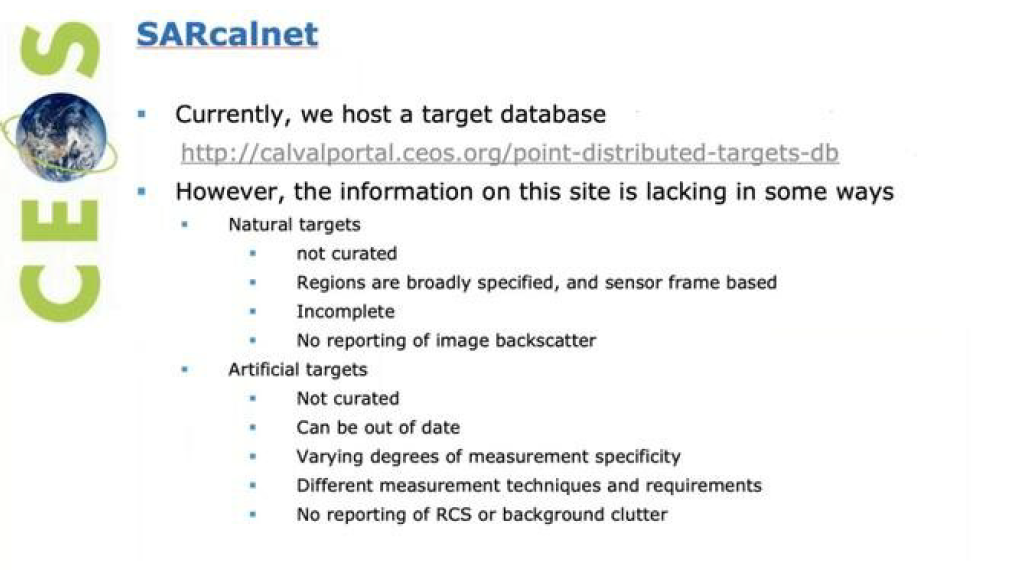 SARcalnet
CEOS
Currently, we host a target database
http://calvalportal.ceos.org/point-distributed-targets-db
However, the information on this site is lacking in some ways
Natural targets
not curated
Regions are broadly specified, and sensor frame based
Incomplete
No reporting of image backscatter
Artificial targets
Not curated
Can be out of date
Varying degrees of measurement specificity
Different measurement techniques and requirements
No reporting of RCS or background clutter